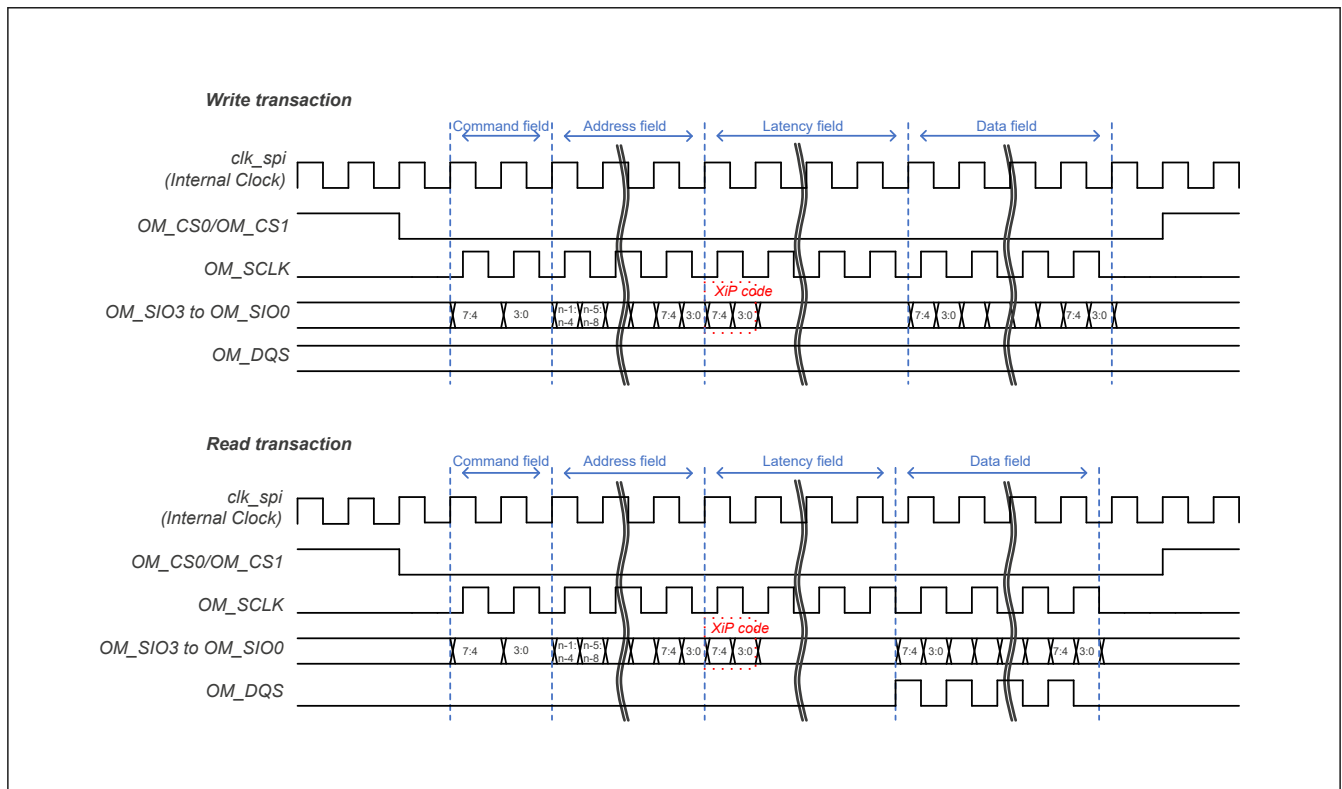 Write transaction
Command field Address field Latency field Data field
clk_spi
(Internal Clock)
OM_CS0/OM_CS1
OM_SCLK
XiP code
OM_SIO3 to OM_SIO0 7:4 3:0 n-1: n-5: 7:4 3:0 7:4 3:0 7:4 3:0 7:4 3:0
n-4 n-8
OM_DQS
Read transaction
Command field Address field Latency field Data field
clk_spi
(Internal Clock)
OM_CS0/OM_CS1
OM_SCLK
XiP code
OM_SIO3 to OM_SIO0 7:4 3:0 n-1: n-5: 7:4 3:0 7:4 3:0 7:4 3:0 7:4 3:0
n-4 n-8
OM_DQS